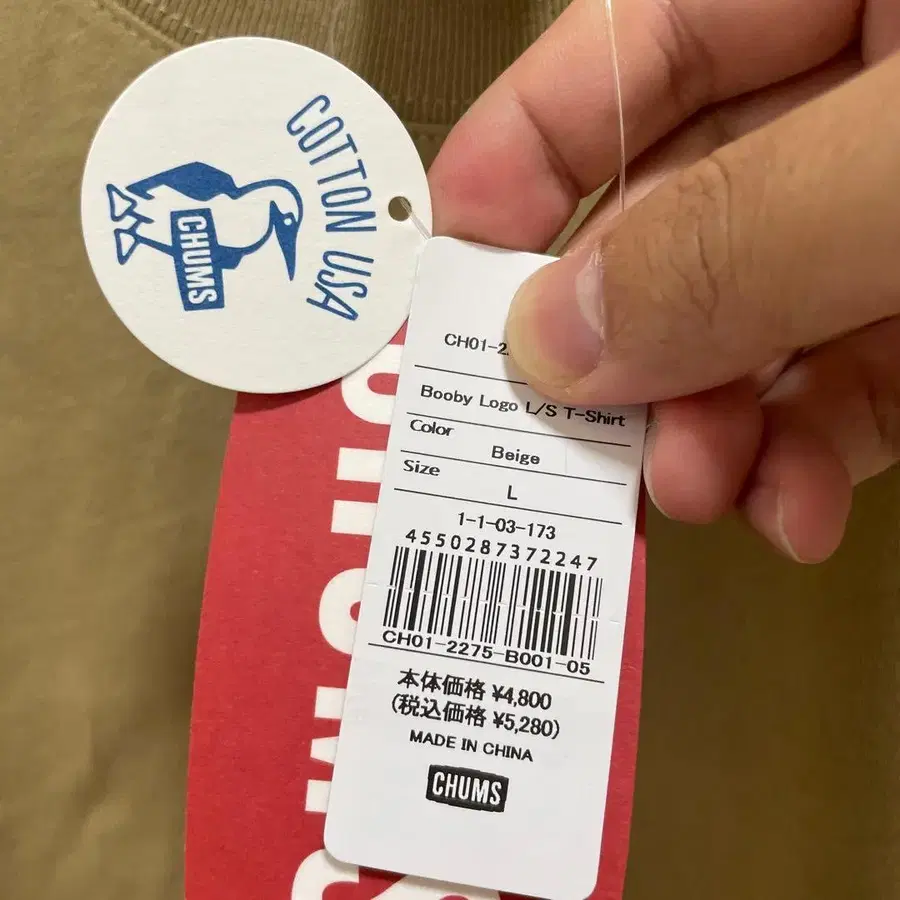 COTTON USA
CHUMS
CH01-2
Booby Logo L/S T-Shirt
Color
Beige
Size
L
1-1-03-173
4550287372247
CH01-2275-B001-05
本体価格 ¥4,800
(税込価格 ¥5,280)
MADE IN CHINA
CHUMS